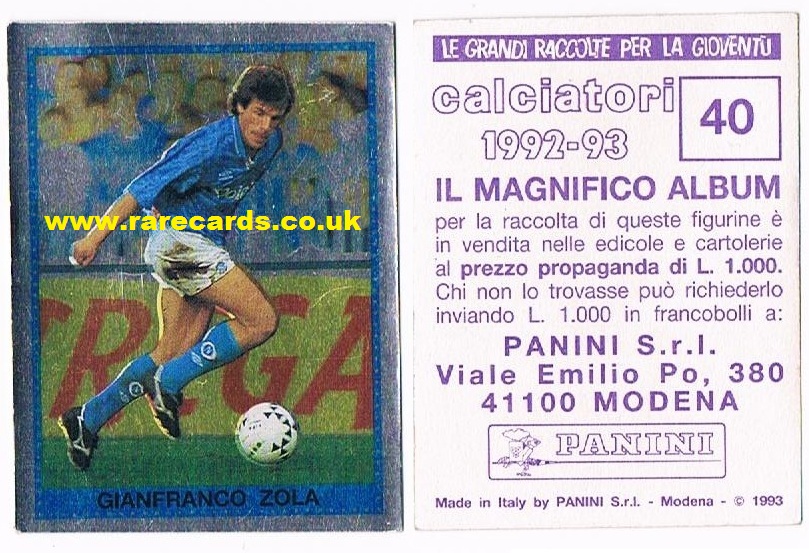 www.rarecards.co.uk
REGA
GIANFRANCO ZOLA
LE GRANDI RACCOLTE PER LA GIOVENTÙ
calciatori
1992-93
40
IL MAGNIFICO ALBUM
per la raccolta di queste figurine è
in vendita nelle edicole e cartolerie
al prezzo propaganda di L. 1.000.
Chi non lo trovasse può richiederlo
inviando L. 1.000 in francobolli a:
PANINI S.r.l.
Viale Emilio Po, 380
41100 MODENA
PANINI
Made in Italy by PANINI S.r.l. - Modena - © 1993